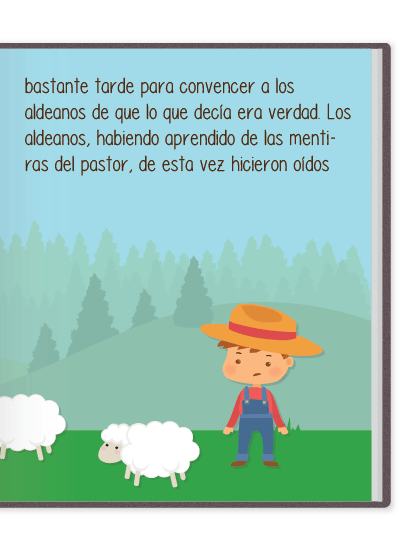 bastante tarde para convencer a los
aldeanos de que lo que decía era verdad. Los
aldeanos, habiendo aprendido de las menti-
ras del pastor, de esta vez hicieron oídos